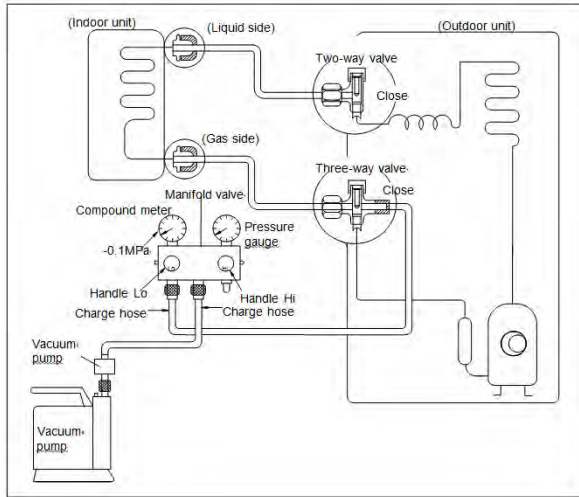 (Indoor unit)
(Liquid side)
(Outdoor unit)
Two-way valve
Close
(Gas side)
Three-way valve
Close
Manifold valve
Compound meter
Pressure
gauge
-0.1MPa
Handle Lo
Handle Hi
Charge hose
Charge hose
Vacuum-
pump
Vacuum-
pump